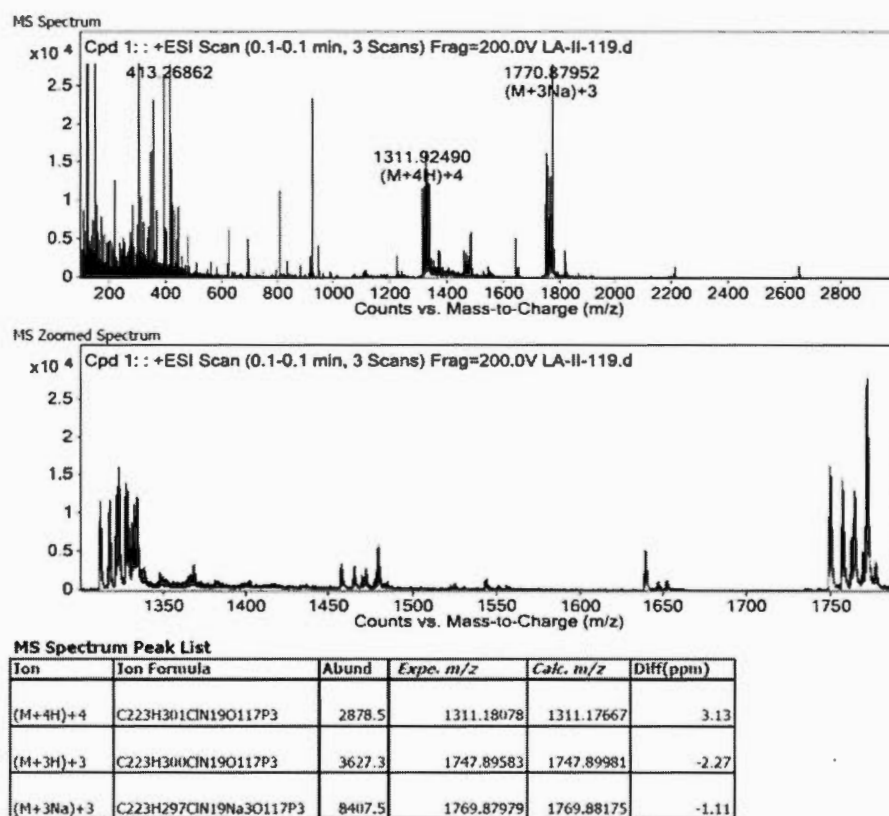 MS Spectrum
x10 4
Cpd 1: : +ESI Scan (0.1-0.1 min, 3 Scans) Frag=200.0V LA-II-119.d
413.26862
1770.87952
(M+3Na)+3
2.5
2
1311.92490
(M+4H)+4
1.5
1
0.5
0
200 400 600 800 1000 1200 1400 1600 1800 2000 2200 2400 2600 2800
Counts vs. Mass-to-Charge (m/z)
MS Zoomed Spectrum
x10 4
Cpd 1: : +ESI Scan (0.1-0.1 min, 3 Scans) Frag=200.0V LA-II-119.d
2.5
2
1.5
1
0.5
0
1350 1400 1450 1500 1550 1600 1650 1700 1750
Counts vs. Mass-to-Charge (m/z)
MS Spectrum Peak List
Ion Ion Formula Abund Expe. m/z Calc. m/z Diff(ppm)
(M+4H)+4 C223H301ClN19O117P3 2878.5 1311.18078 1311.17667 3.13
(M+3H)+3 C223H300ClN19O117P3 3627.3 1747.89583 1747.89981 -2.27
(M+3Na)+3 C223H297ClN19Na3O117P3 8407.5 1769.87979 1769.88175 -1.11